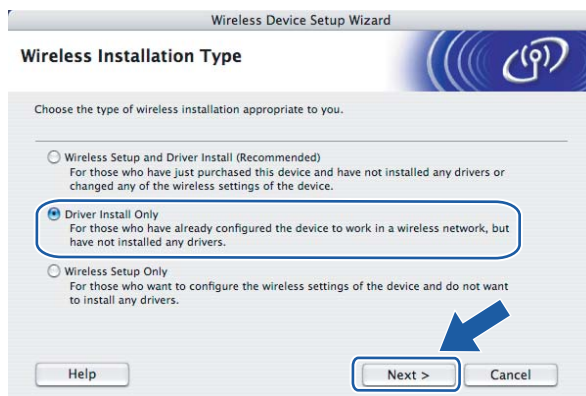 Wireless Device Setup Wizard
Wireless Installation Type
Choose the type of wireless installation appropriate to you.
Wireless Setup and Driver Install (Recommended)
For those who have just purchased this device and have not installed any drivers or
changed any of the wireless settings of the device.
Driver Install Only
For those who have already configured the device to work in a wireless network, but
have not installed any drivers.
Wireless Setup Only
For those who want to configure the wireless settings of the device and do not want
to install any drivers.
Help
Next >
Cancel